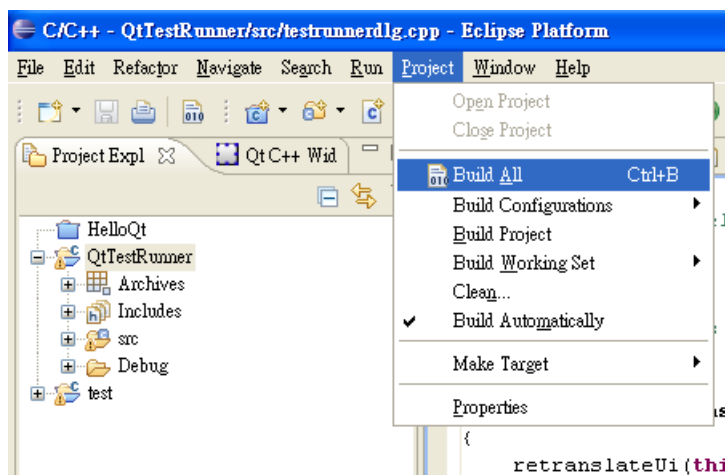 C/C++ - QtTestRunner/src/testrunnerdlg.cpp - Eclipse Platform
File Edit Refactor Navigate Search Run Project Window Help
Open Project
Close Project
Project Expl
Qt C++ Wid
Build All Ctrl+B
Build Configurations
Build Project
Build Working Set
Clean...
Build Automatically
Make Target
Properties
HelloQt
QtTestRunner
Archives
Includes
src
Debug
test
{
retranslateUi(thi